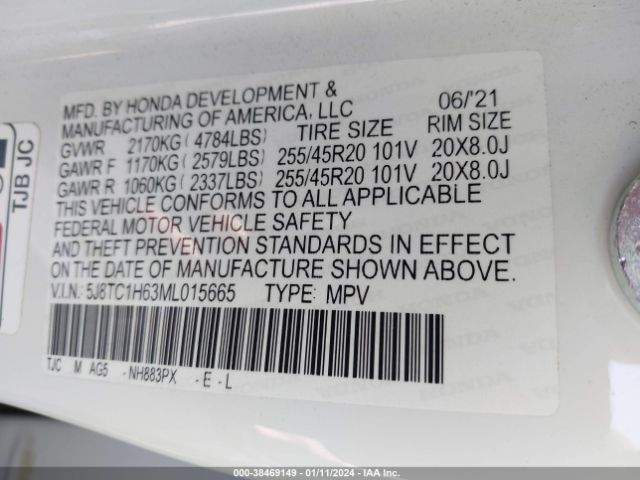 MFD. BY HONDA DEVELOPMENT &
MANUFACTURING OF AMERICA, LLC 06/'21
GVWR 2170KG ( 4784LBS) TIRE SIZE RIM SIZE
GAWR F 1170KG ( 2579LBS) 255/45R20 101V 20X8.0J
GAWR R 1060KG ( 2337LBS) 255/45R20 101V 20X8.0J
THIS VEHICLE CONFORMS TO ALL APPLICABLE
FEDERAL MOTOR VEHICLE SAFETY
AND THEFT PREVENTION STANDARDS IN EFFECT
ON THE DATE OF MANUFACTURE SHOWN ABOVE.
V.I.N.: 5J8TC1H63ML015665 TYPE: MPV
TJC M AG5 - NH883PX - E - L
TJB JC
000-38469149 - 01/11/2024 - IAA Inc.